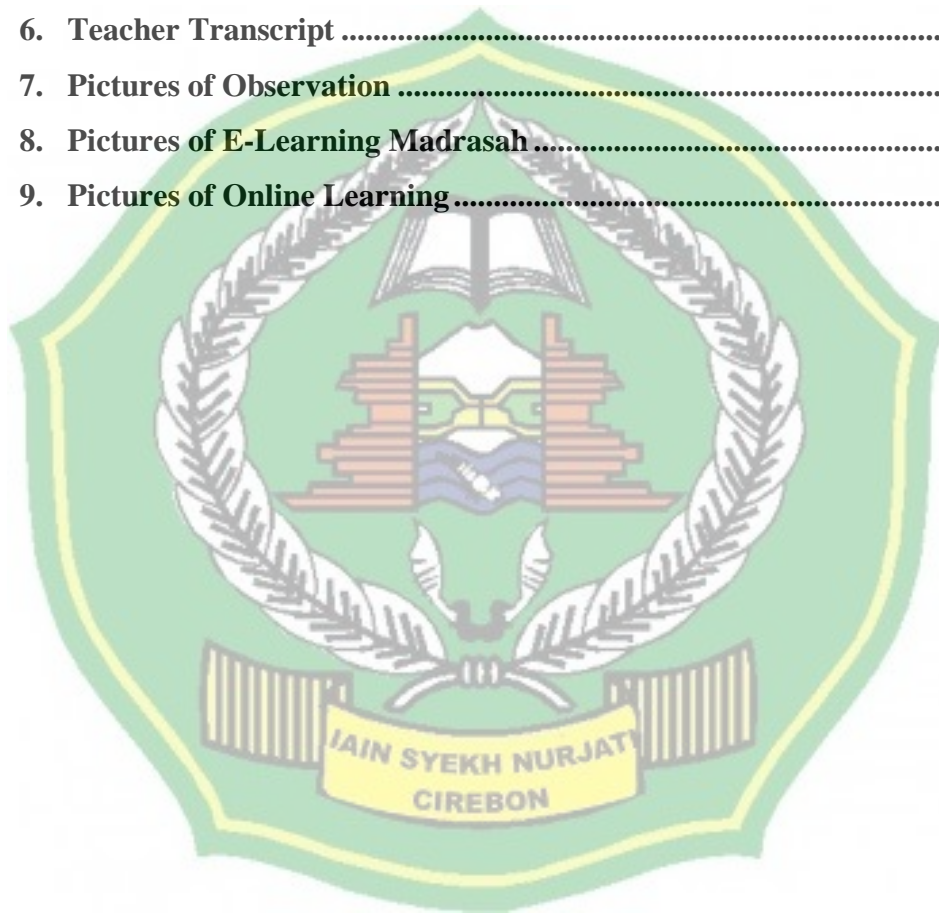 6. Teacher Transcript ............................................................................
7. Pictures of Observation .....................................................................
8. Pictures of E-Learning Madrasah ....................................................
9. Pictures of Online Learning ..............................................................
IAIN SYEKH NURJATI
CIREBON